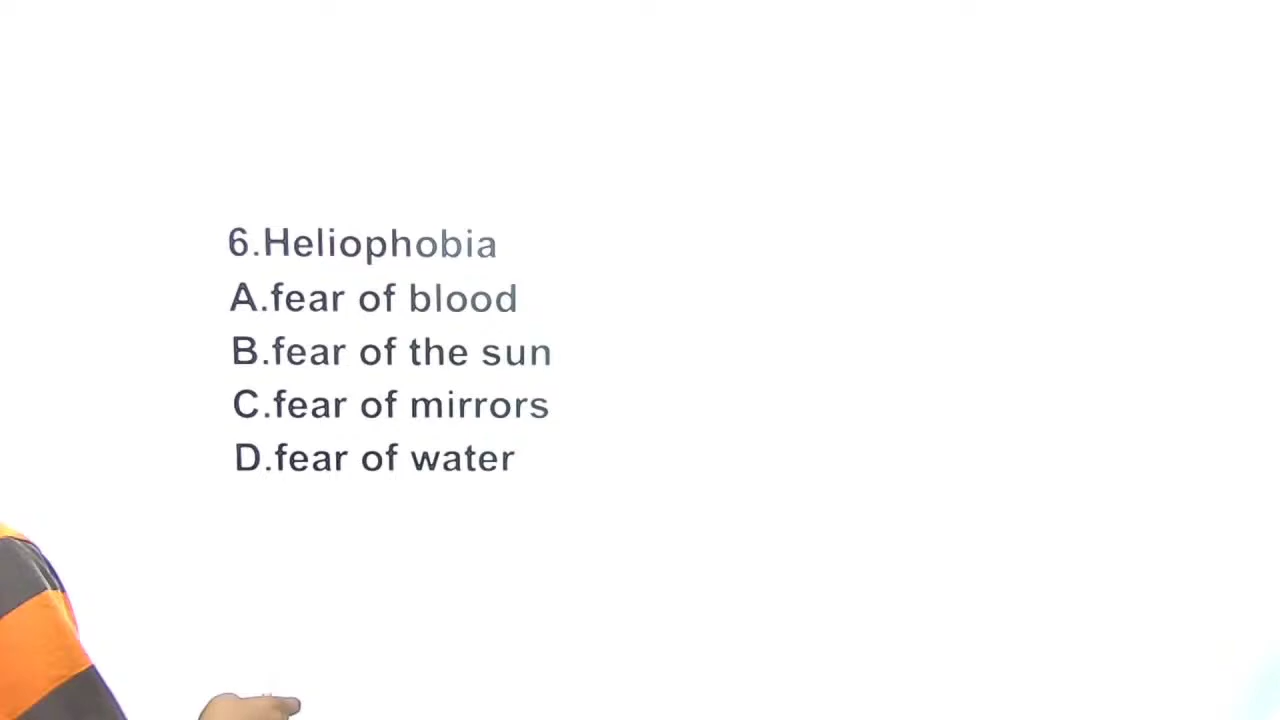 6.Heliophobia
A.fear of blood
B.fear of the sun
C.fear of mirrors
D.fear of water